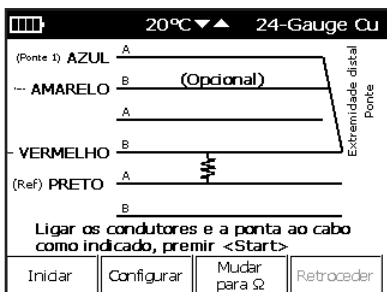 20ºC▼▲ 24-Gauge Cu
(Ponte 1) AZUL A
--- AMARELO B (Opcional)
A
- VERMELHO B
(Ref) PRETO A
B
Extremidade distal
Ponte
Ligar os condutores e a ponta ao cabo
como indicado, premir <Start>
Iniciar Configurar Mudar para Ω Retroceder